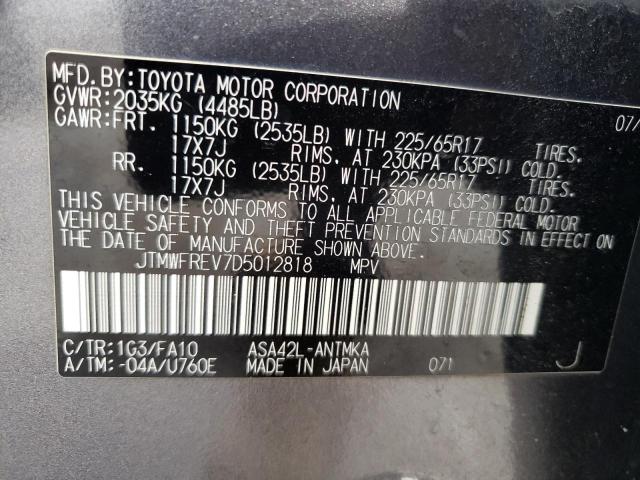 MFD.BY:TOYOTA MOTOR CORPORATION 07/
GVWR:2035KG (4485LB)
GAWR:FRT. 1150KG (2535LB) WITH 225/65R17 TIRES.
17X7J RIMS, AT 230KPA (33PSI) COLD.
RR. 1150KG (2535LB) WITH 225/65R17 TIRES.
17X7J RIMS, AT 230KPA (33PSI) COLD.
THIS VEHICLE CONFORMS TO ALL APPLICABLE FEDERAL MOTOR
VEHICLE SAFETY AND THEFT PREVENTION STANDARDS IN EFFECT ON
THE DATE OF MANUFACTURE SHOWN ABOVE.
JTMWFREV7D5012818 MPV
C/TR:1G3/FA10 ASA42L-ANTMKA
A/TM:-04A/U760E MADE IN JAPAN 071 J